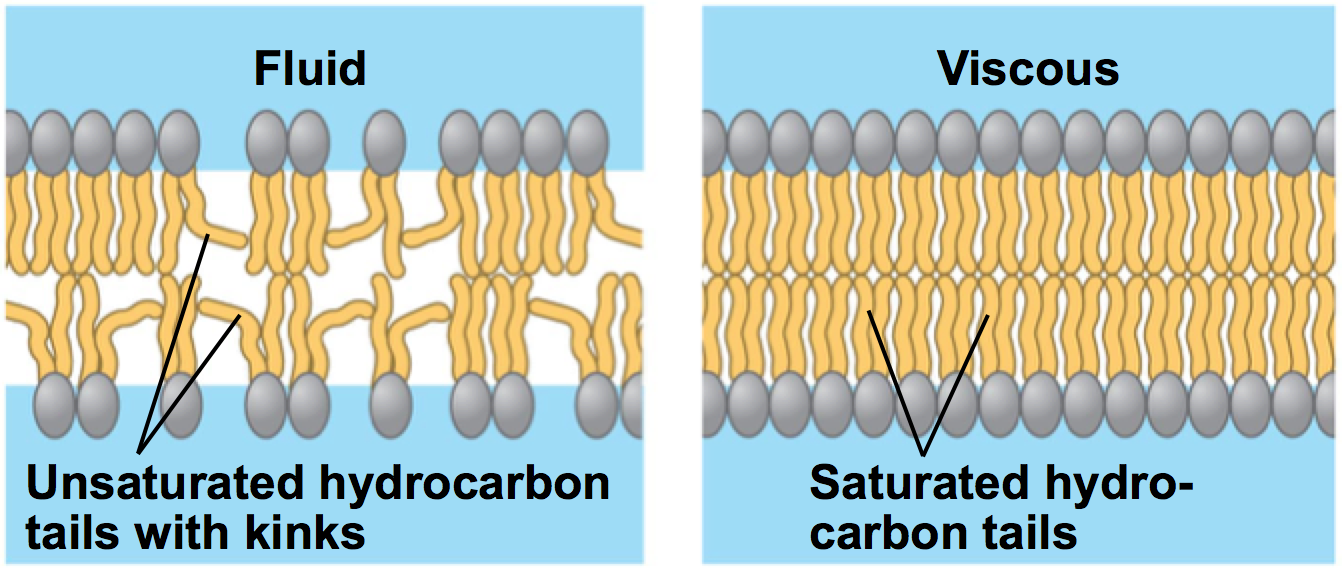 Fluid
Unsaturated hydrocarbon
tails with kinks
Viscous
Saturated hydro-
carbon tails